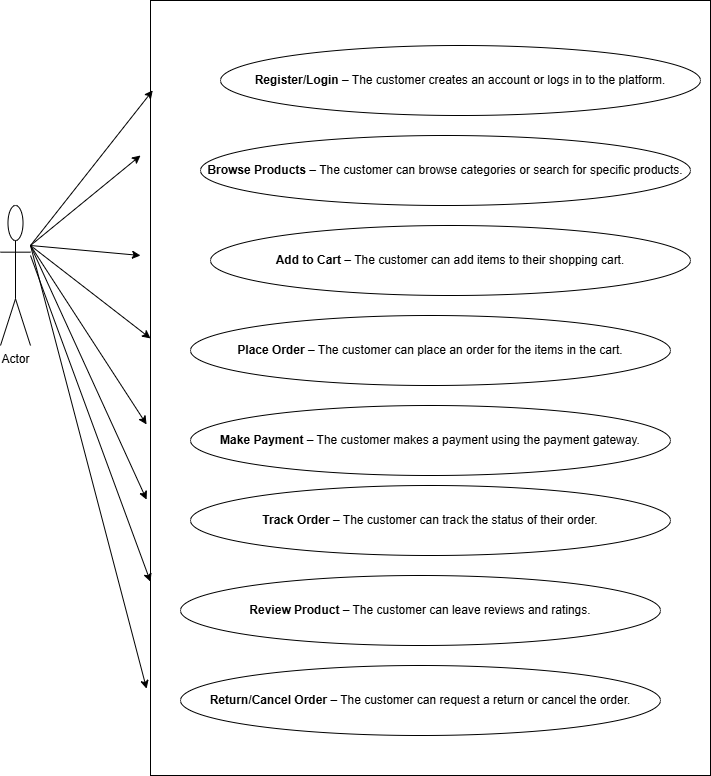 Register/Login – The customer creates an account or logs in to the platform.
Browse Products – The customer can browse categories or search for specific products.
Add to Cart – The customer can add items to their shopping cart.
Place Order – The customer can place an order for the items in the cart.
Actor
Make Payment – The customer makes a payment using the payment gateway.
Track Order – The customer can track the status of their order.
Review Product – The customer can leave reviews and ratings.
Return/Cancel Order – The customer can request a return or cancel the order.